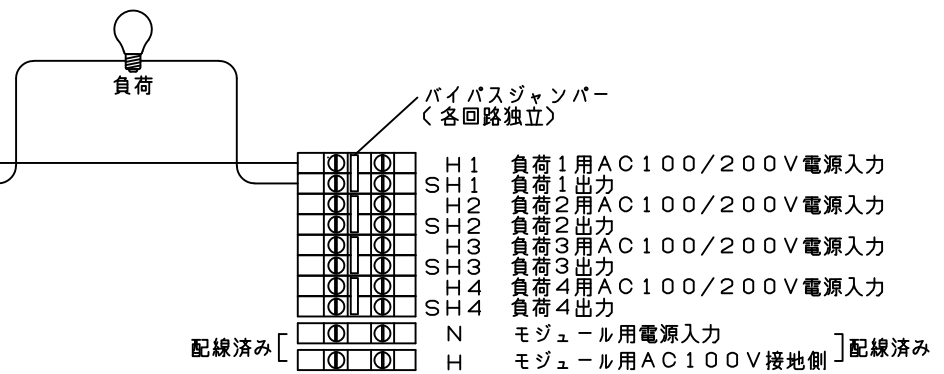 負荷
バイパスジャンパー
（各回路独立）
H1 負荷1用AC100/200V電源入力
SH1 負荷1出力
H2 負荷2用AC100/200V電源入力
SH2 負荷2出力
H3 負荷3用AC100/200V電源入力
SH3 負荷3出力
H4 負荷4用AC100/200V電源入力
SH4 負荷4出力
N モジュール用電源入力
配線済み 配線済み
H モジュール用AC100V接地側